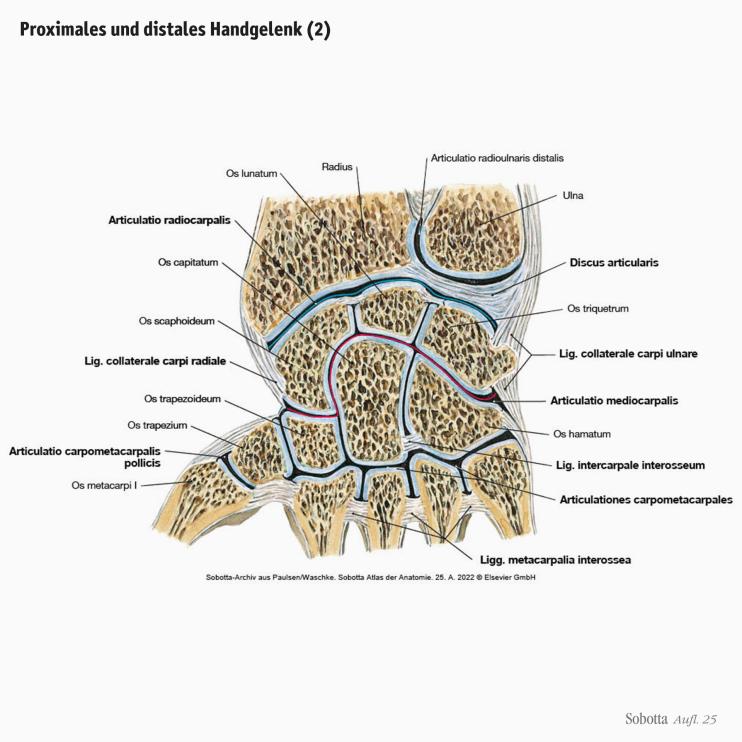 Proximales und distales Handgelenk (2)
Articulatio radioulnaris distalis
Radius
Os lunatum
Ulna
Articulatio radiocarpalis
Os capitatum
Discus articularis
Os triquetrum
Os scaphoideum
Lig. collaterale carpi ulnare
Lig. collaterale carpi radiale
Os trapezoideum
Articulatio mediocarpalis
Os trapezium
Os hamatum
Articulatio carpometacarpalis
pollicis
Lig. intercarpale interosseum
Os metacarpi I
Articulationes carpometacarpales
Ligg. metacarpalia interossea
Sobotta-Archiv aus Paulsen/Waschke. Sobotta Atlas der Anatomie. 25. A. 2022 © Elsevier GmbH
Sobotta Aufl. 25